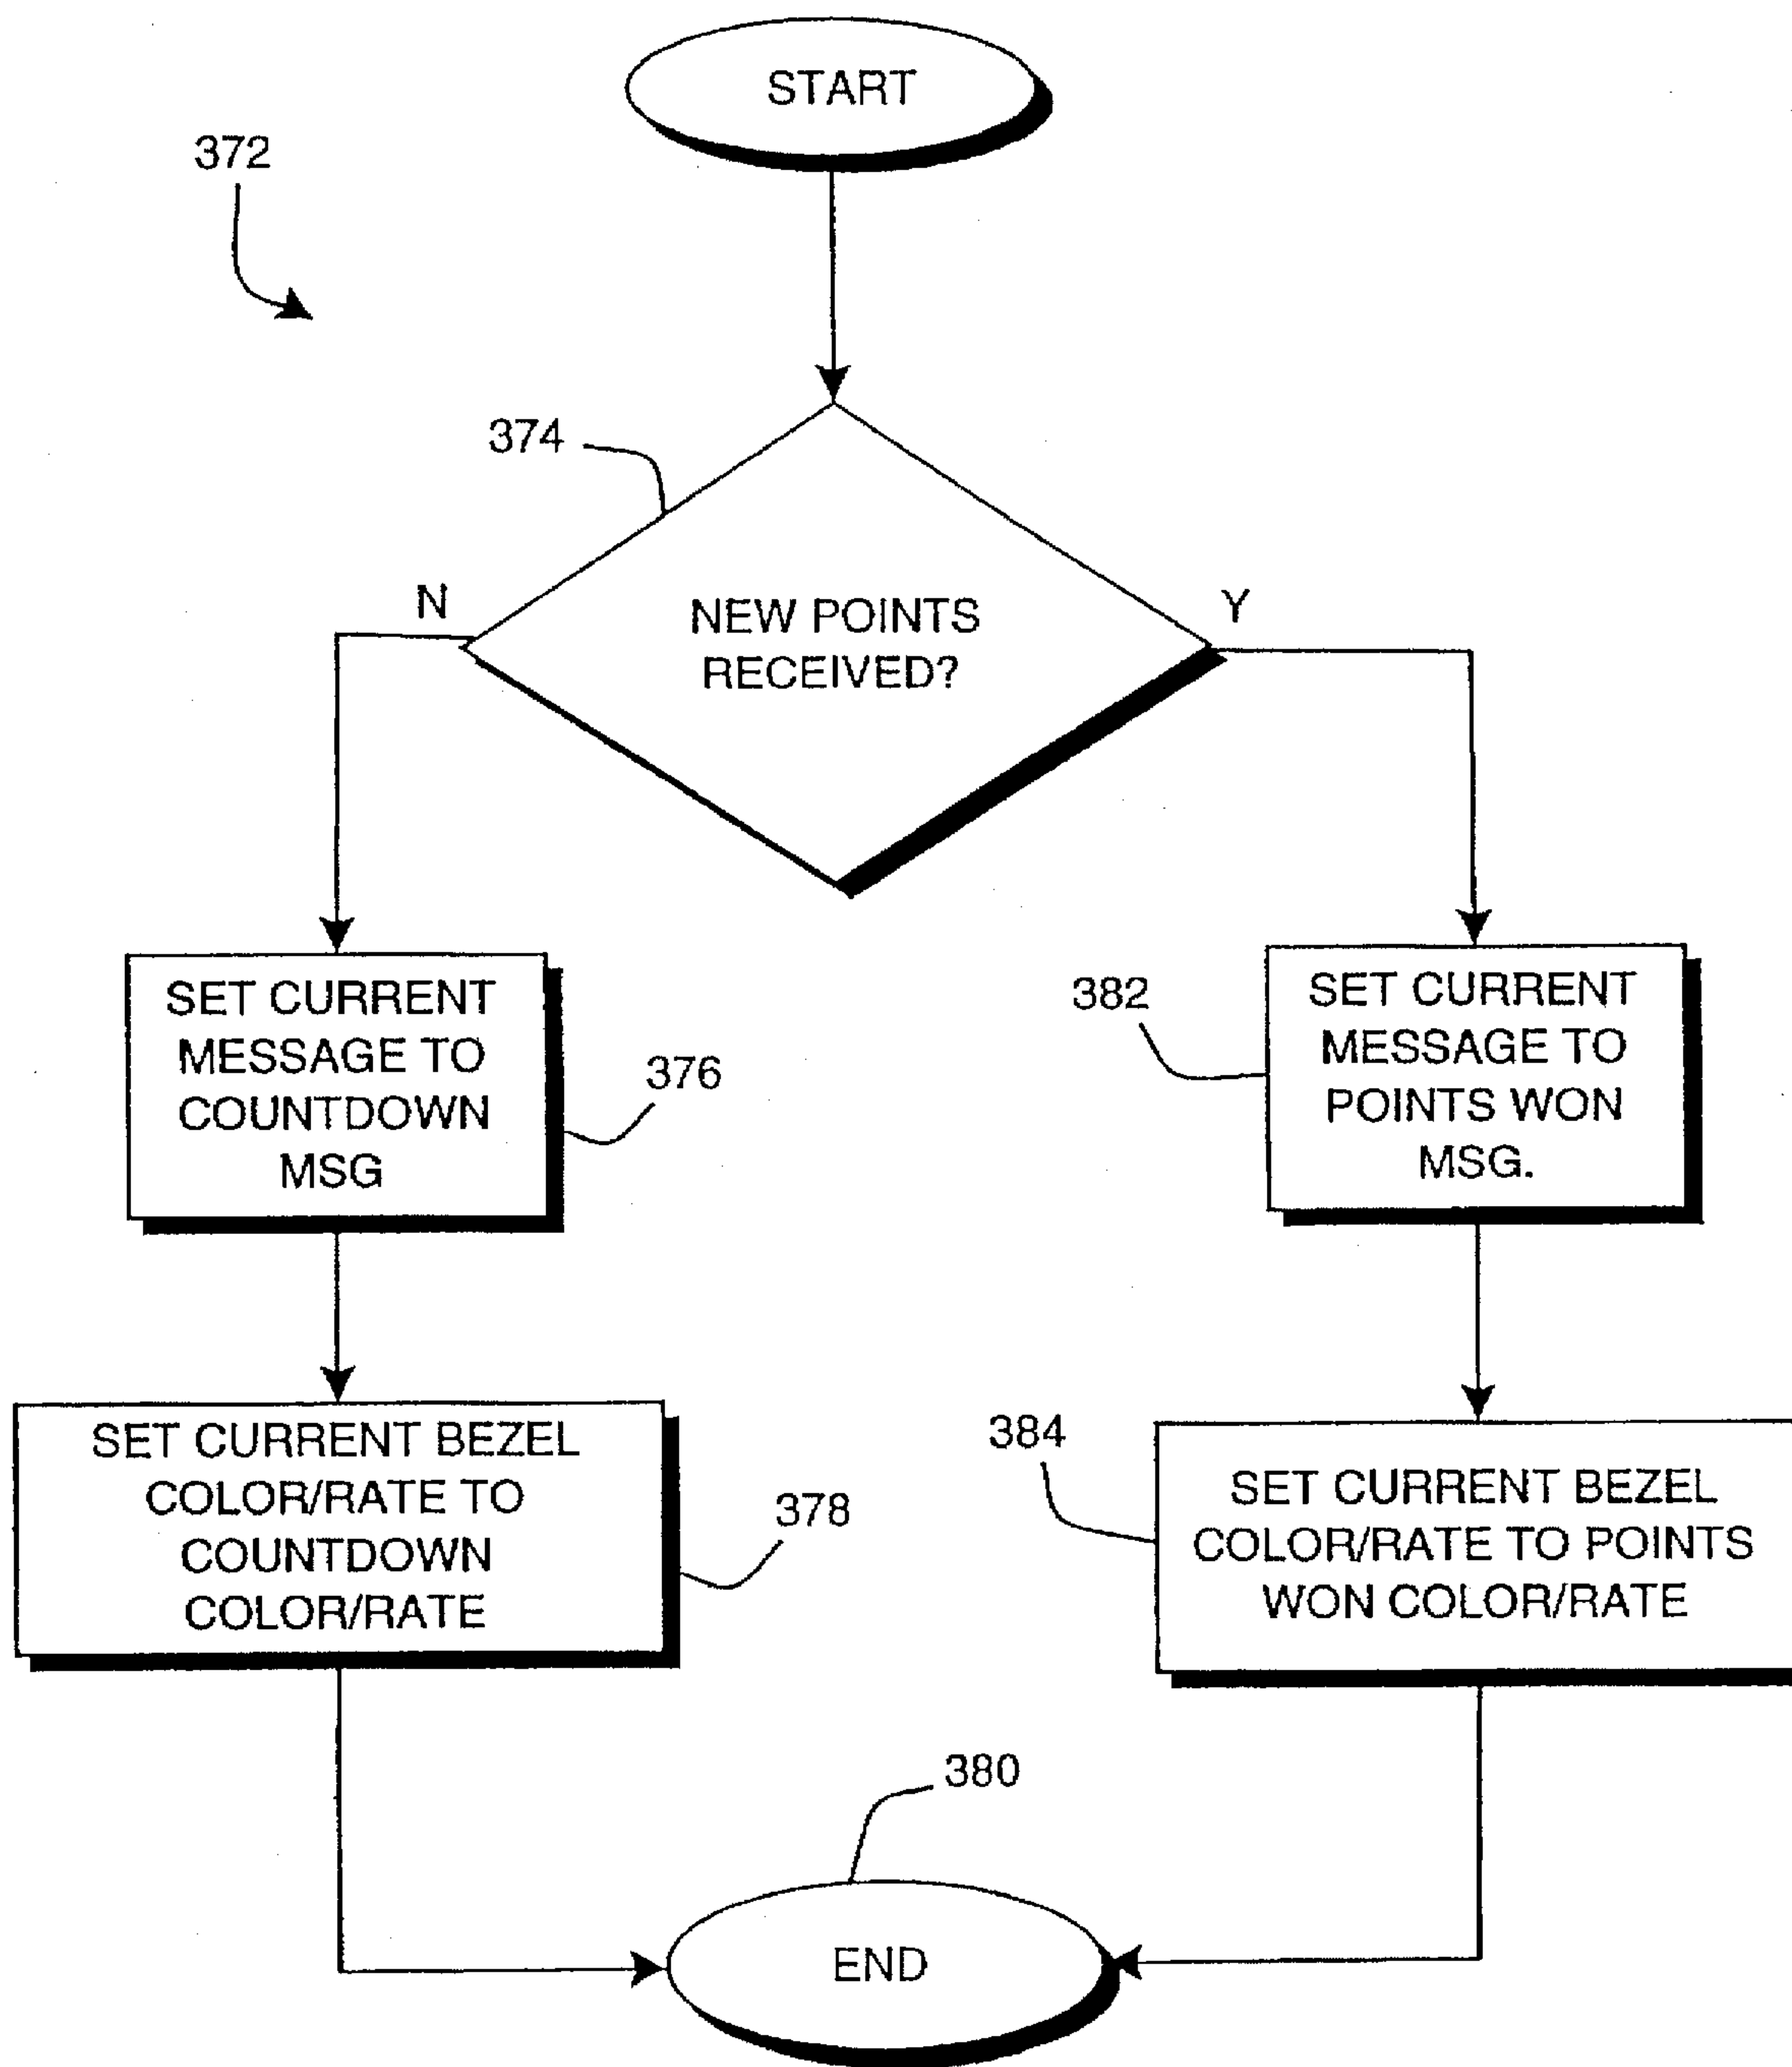 START
372
374
N
Y
NEW POINTS
RECEIVED?
SET CURRENT
MESSAGE TO
COUNTDOWN
MSG
376
382
SET CURRENT
MESSAGE TO
POINTS WON
MSG.
SET CURRENT BEZEL
COLOR/RATE TO
COUNTDOWN
COLOR/RATE
378
384
SET CURRENT BEZEL
COLOR/RATE TO POINTS
WON COLOR/RATE
380
END